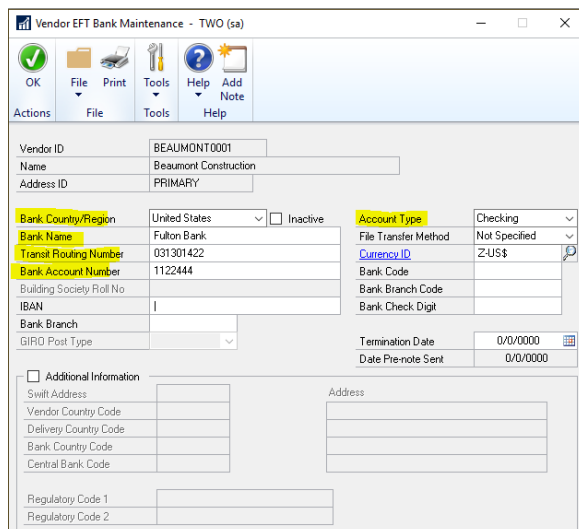 Vendor EFT Bank Maintenance - TWO (sa)
OK File Print Tools Help Add Note
Actions File Tools Help
Vendor ID BEAUMONT0001
Name Beaumont Construction
Address ID PRIMARY
Bank Country/Region United States Inactive Account Type Checking
Bank Name Fulton Bank File Transfer Method Not Specified
Transit Routing Number 031301422 Currency ID Z-US$
Bank Account Number 1122444 Bank Code
Building Society Roll No Bank Branch Code
IBAN Bank Check Digit
Bank Branch
GIRO Post Type Termination Date 0/0/0000
Date Pre-note Sent 0/0/0000
Additional Information
Swift Address Address
Vendor Country Code
Delivery Country Code
Bank Country Code
Central Bank Code
Regulatory Code 1
Regulatory Code 2